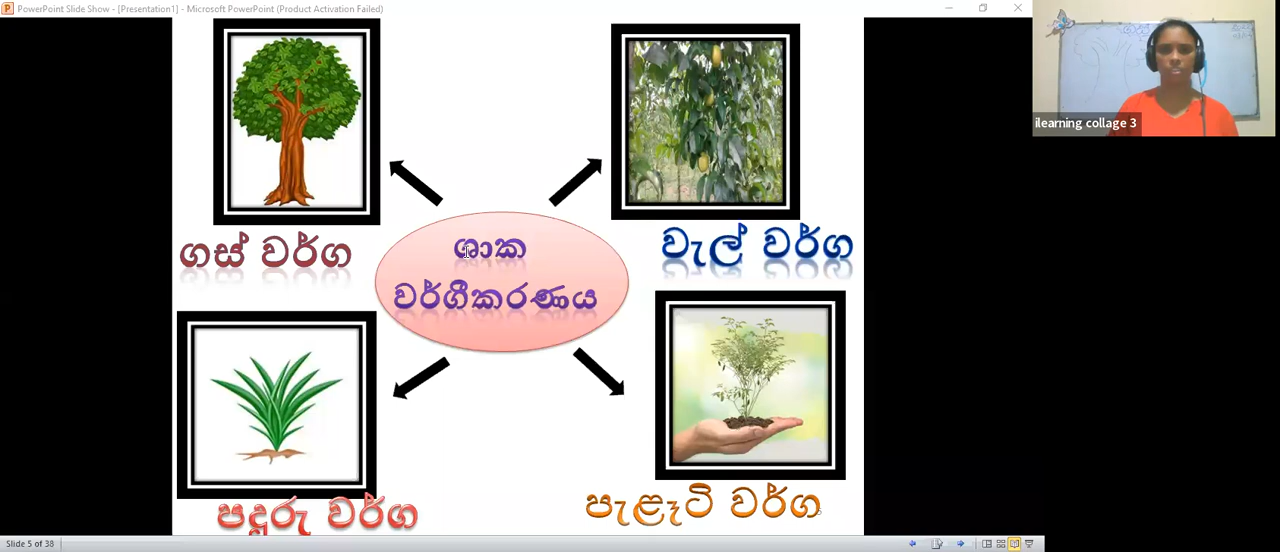 PowerPoint Slide Show - [Presentation1] - Microsoft PowerPoint (Product Activation Failed)
ilearning collage 3
ශාක
වර්ගීකරණය
ගස් වර්ග
වැල් වර්ග
පඳුරු වර්ග
පැළෑටි වර්ග
5
Slide 5 of 38